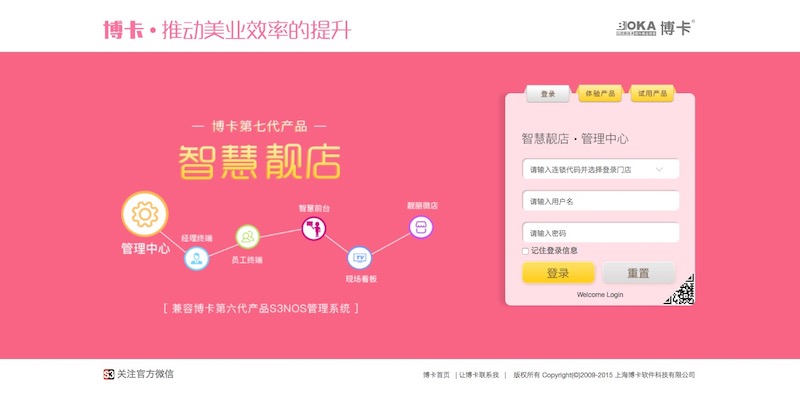 博卡•推动美业效率的提升
BOKA 博卡®
登录
体验产品
试用产品
— 博卡第七代产品 —
智慧靓店
管理中心
经理终端
员工终端
智慧前台
现场看板
TV
靓丽微店
[ 兼容博卡第六代产品S3NOS管理系统 ]
智慧靓店・管理中心
请输入连锁代码并选择登录门店
请输入用户名
请输入密码
记住登录信息
登录 重置
Welcome Login
S3 关注官方微信
博卡首页 | 让博卡联系我 | 版权所有 Copyright(©)2009-2015 上海博卡软件科技有限公司